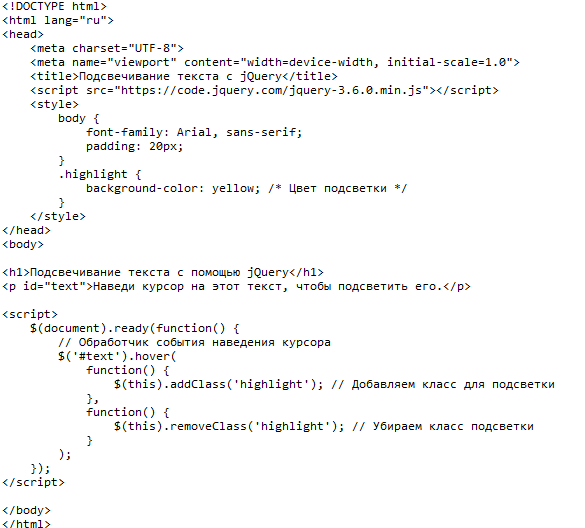 <!DOCTYPE html>
<html lang="ru">
<head>
    <meta charset="UTF-8">
    <meta name="viewport" content="width=device-width, initial-scale=1.0">
    <title>Подсвечивание текста с jQuery</title>
    <script src="https://code.jquery.com/jquery-3.6.0.min.js"></script>
    <style>
        body {
            font-family: Arial, sans-serif;
            padding: 20px;
        }
        .highlight {
            background-color: yellow; /* Цвет подсветки */
        }
    </style>
</head>
<body>

<h1>Подсвечивание текста с помощью jQuery</h1>
<p id="text">Наведи курсор на этот текст, чтобы подсветить его.</p>

<script>
    $(document).ready(function() {
        // Обработчик события наведения курсора
        $('#text').hover(
            function() {
                $(this).addClass('highlight'); // Добавляем класс для подсветки
            },
            function() {
                $(this).removeClass('highlight'); // Убираем класс подсветки
            }
        );
    });
</script>

</body>
</html>